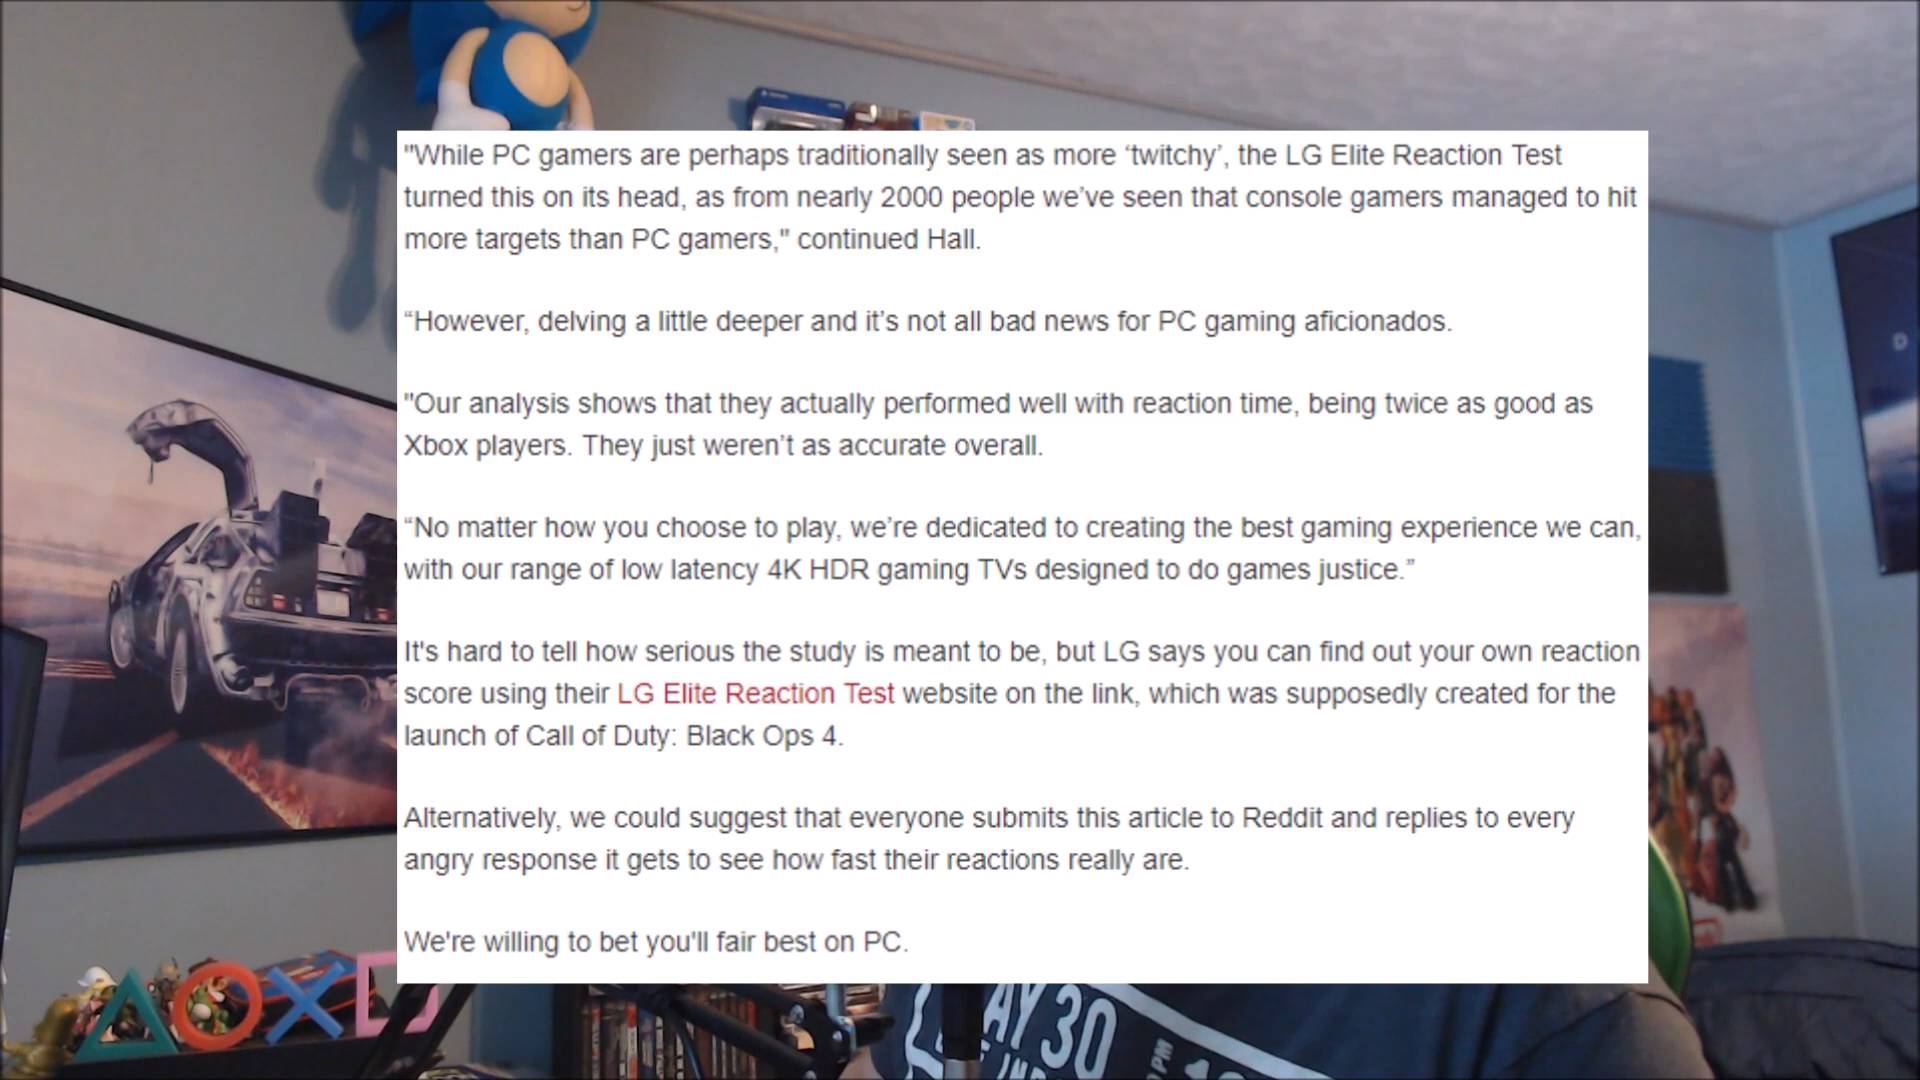 "While PC gamers are perhaps traditionally seen as more ‘twitchy’, the LG Elite Reaction Test
turned this on its head, as from nearly 2000 people we’ve seen that console gamers managed to hit
more targets than PC gamers," continued Hall.
“However, delving a little deeper and it’s not all bad news for PC gaming aficionados.
"Our analysis shows that they actually performed well with reaction time, being twice as good as
Xbox players. They just weren’t as accurate overall.
“No matter how you choose to play, we’re dedicated to creating the best gaming experience we can,
with our range of low latency 4K HDR gaming TVs designed to do games justice.”
It's hard to tell how serious the study is meant to be, but LG says you can find out your own reaction
score using their LG Elite Reaction Test website on the link, which was supposedly created for the
launch of Call of Duty: Black Ops 4.
Alternatively, we could suggest that everyone submits this article to Reddit and replies to every
angry response it gets to see how fast their reactions really are.
We're willing to bet you'll fair best on PC.
30
PM